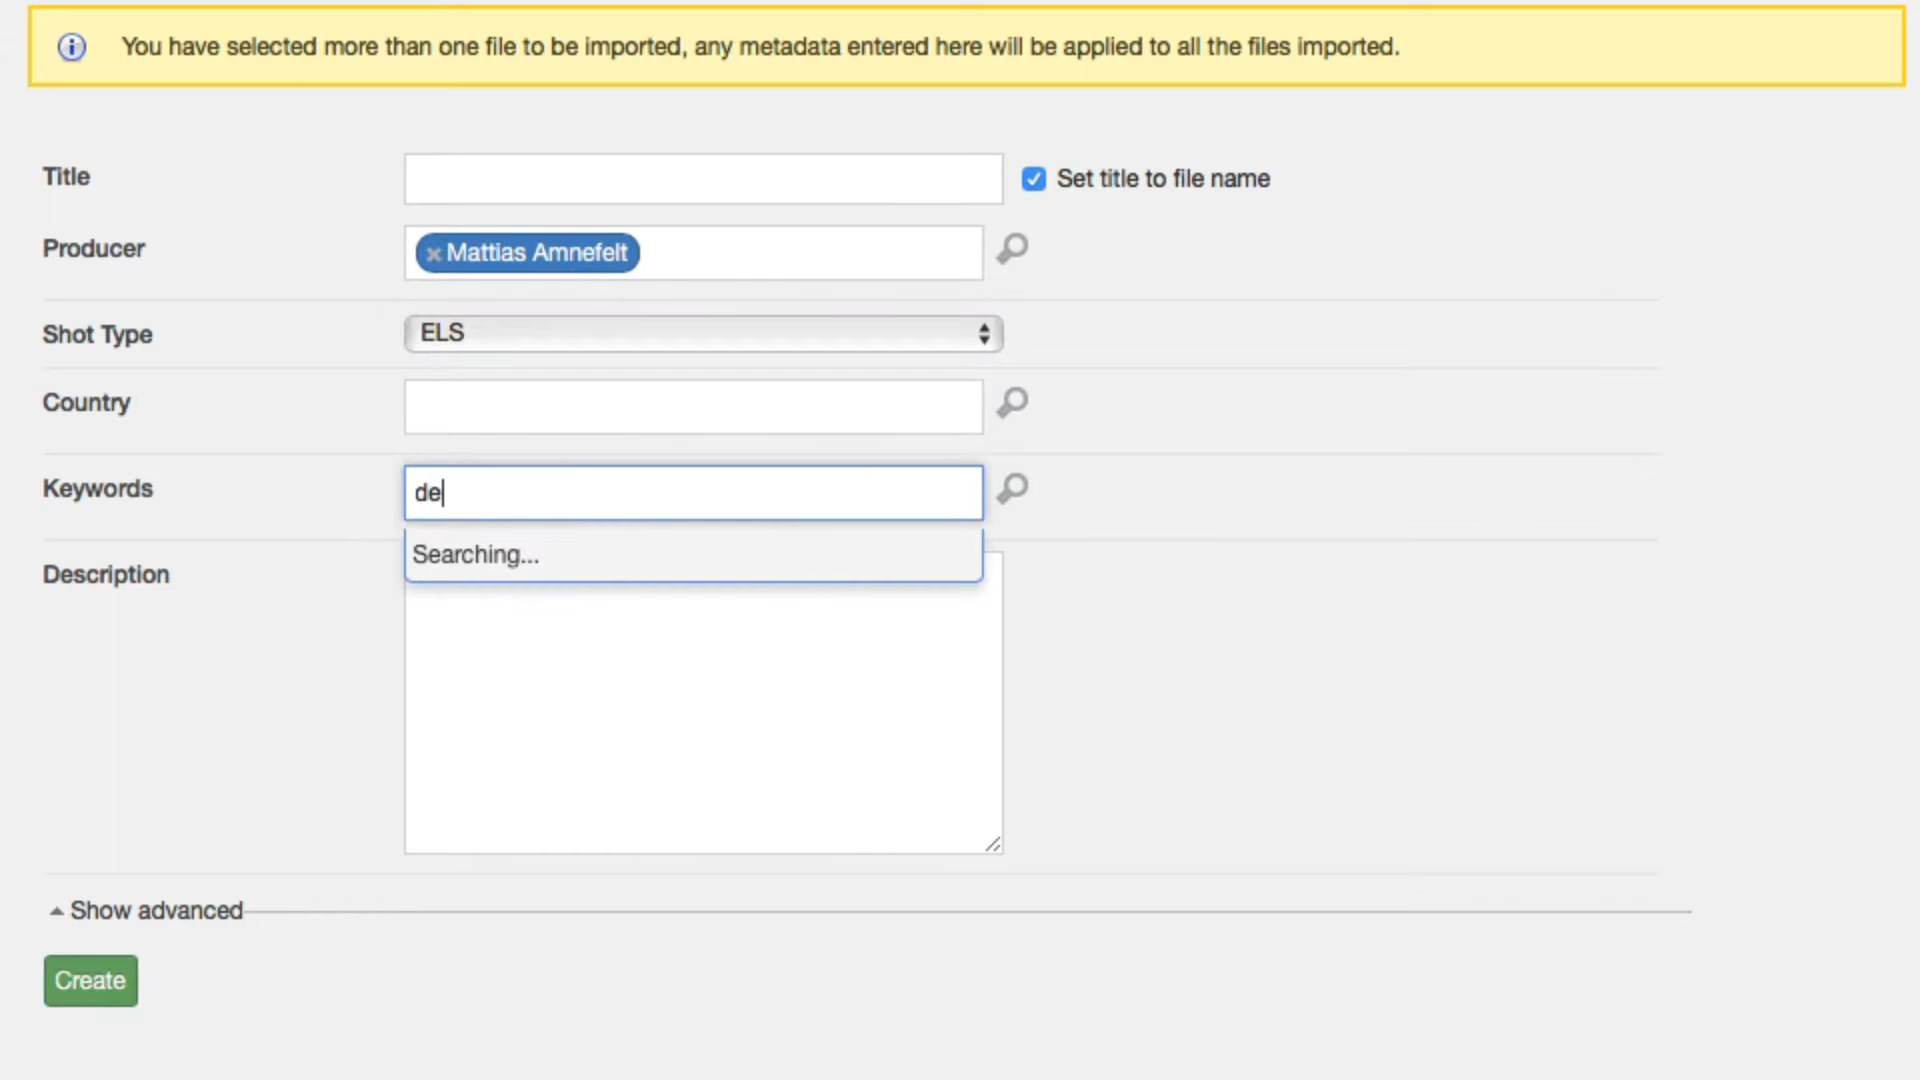 You have selected more than one file to be imported, any metadata entered here will be applied to all the files imported.
Title
Set title to file name
Producer
Mattias Amnefelt
Shot Type
ELS
Country
Keywords
de
Searching...
Description
Show advanced
Create